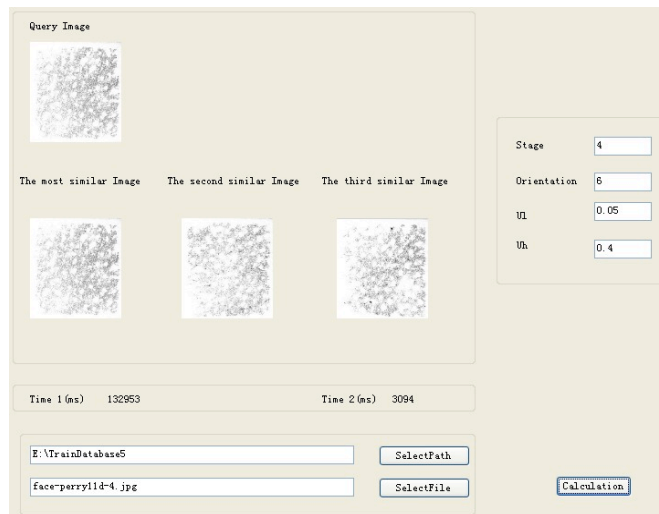 Query Image
The most similar Image The second similar Image The third similar Image
Stage 4
Orientation 6
Ul 0.05
Uh 0.4
Time 1(ms) 132953 Time 2(ms) 3094
E:\TrainDatabase5 SelectPath
face-perry11d-4.jpg SelectFile
Calculation